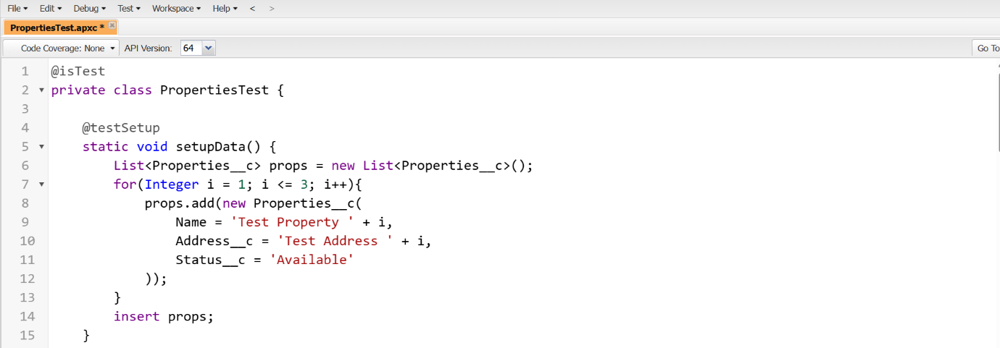 File Edit Debug Test Workspace Help < >
PropertiesTest.apxc *
Code Coverage: None API Version: 64 Go To
1 @isTest
2 private class PropertiesTest {
3
4 @testSetup
5 static void setupData() {
6 List<Properties__c> props = new List<Properties__c>();
7 for(Integer i = 1; i <= 3; i++){
8 props.add(new Properties__c(
9 Name = 'Test Property ' + i,
10 Address__c = 'Test Address ' + i,
11 Status__c = 'Available'
12 ));
13 }
14 insert props;
15 }